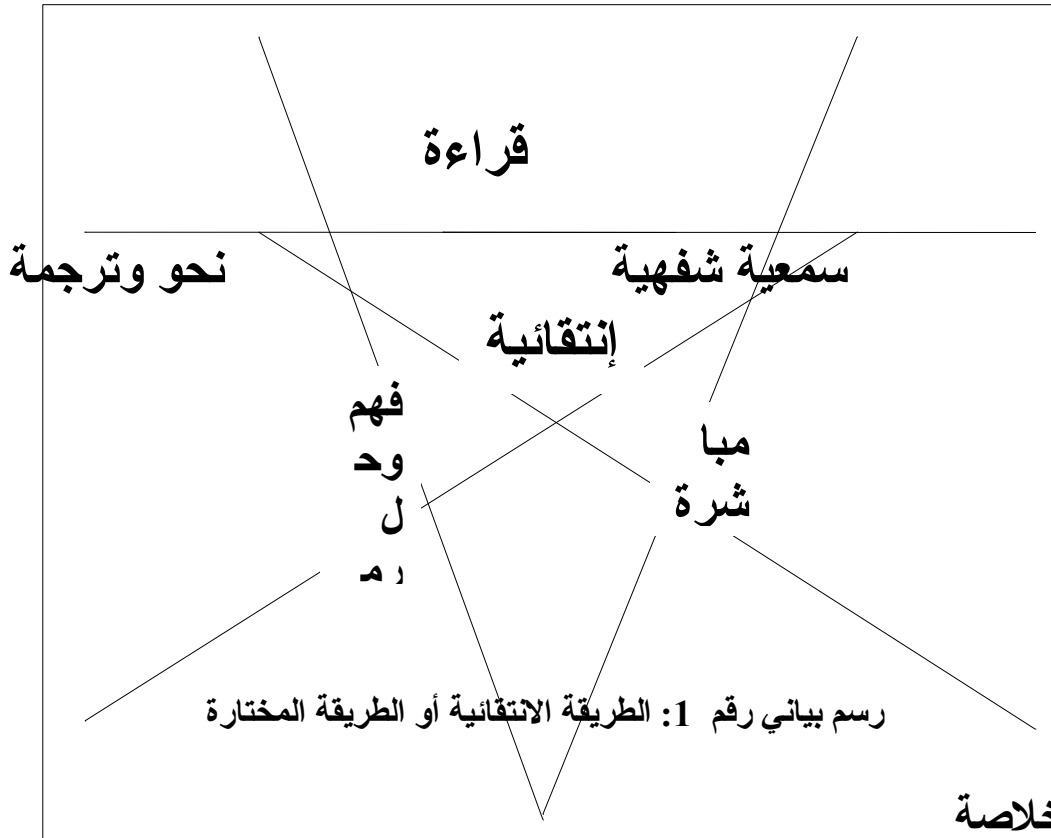 قراءة
سمعية شفهية
نحو وترجمة
إنتقائية
مبا
شرة
فهم
وح
ل
رم
رسم بياني رقم 1: الطريقة الانتقائية أو الطريقة المختارة